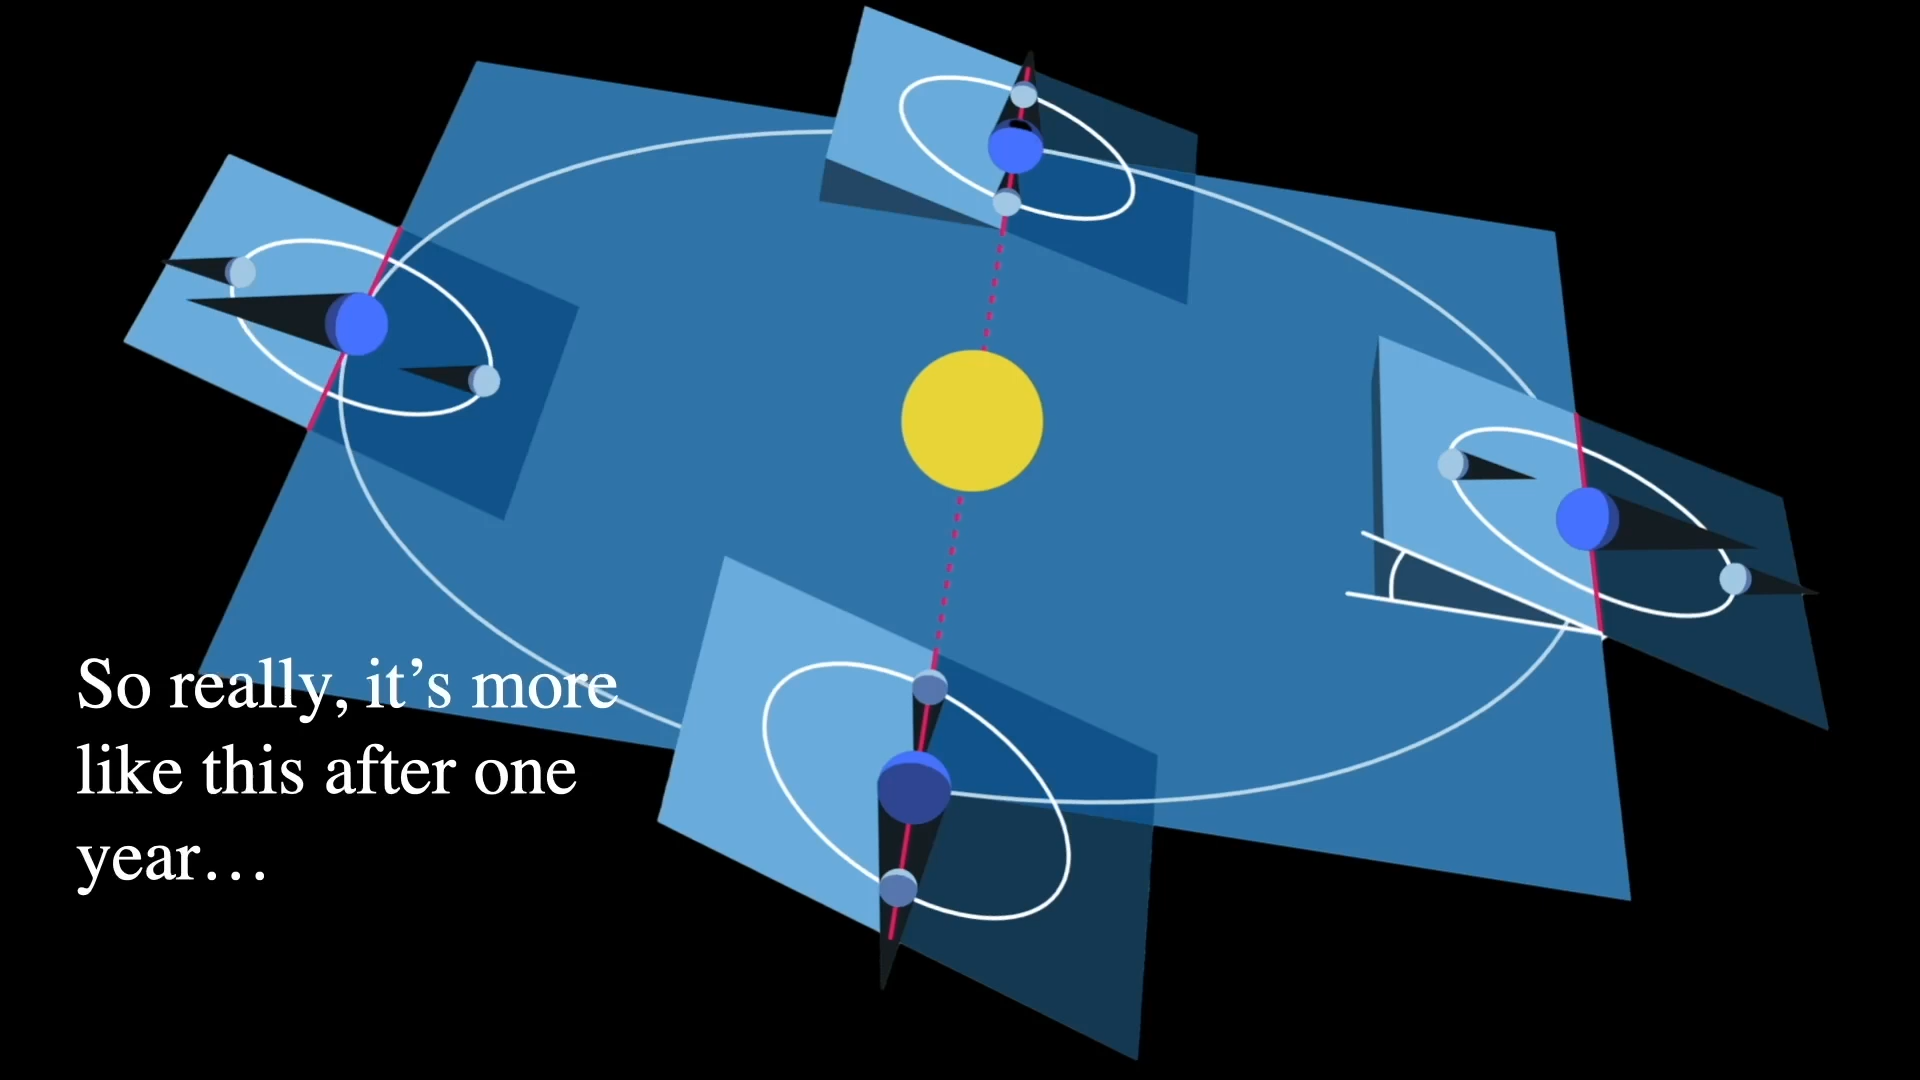 So really, it’s more
like this after one
year…